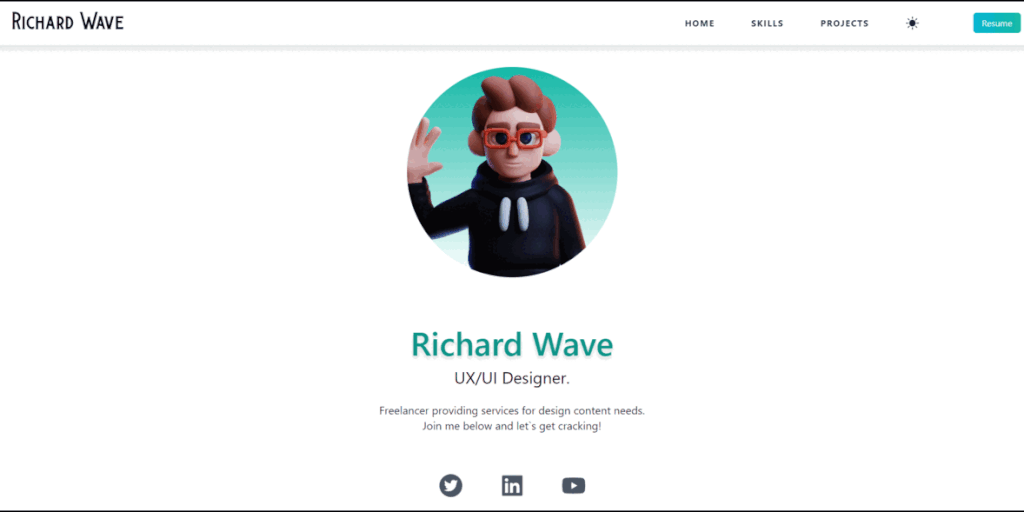 Richard Wave
HOME SKILLS PROJECTS Resume
Richard Wave
UX/UI Designer.
Freelancer providing services for design content needs.
Join me below and let´s get cracking!
in